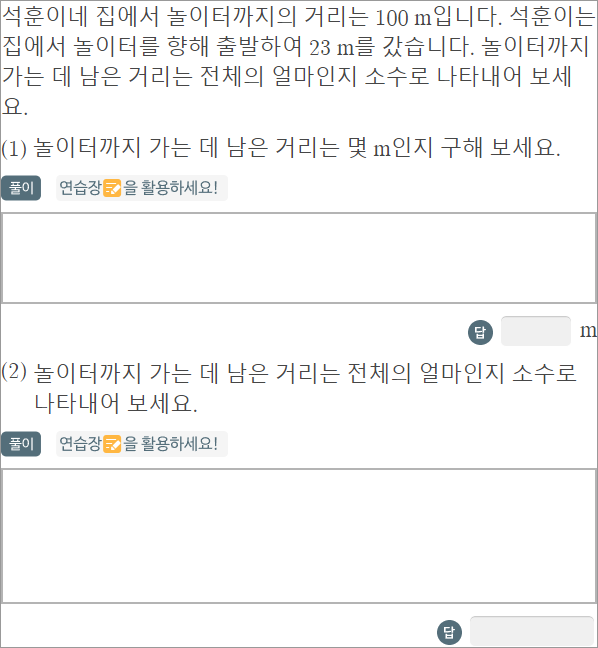 석훈이네 집에서 놀이터까지의 거리는 100 m입니다. 석훈이는
집에서 놀이터를 향해 출발하여 23 m를 갔습니다. 놀이터까지
가는 데 남은 거리는 전체의 얼마인지 소수로 나타내어 보세
요.
(1) 놀이터까지 가는 데 남은 거리는 몇 m인지 구해 보세요.
풀이 연습장을 활용하세요!
답 m
(2) 놀이터까지 가는 데 남은 거리는 전체의 얼마인지 소수로
나타내어 보세요.
풀이 연습장을 활용하세요!
답